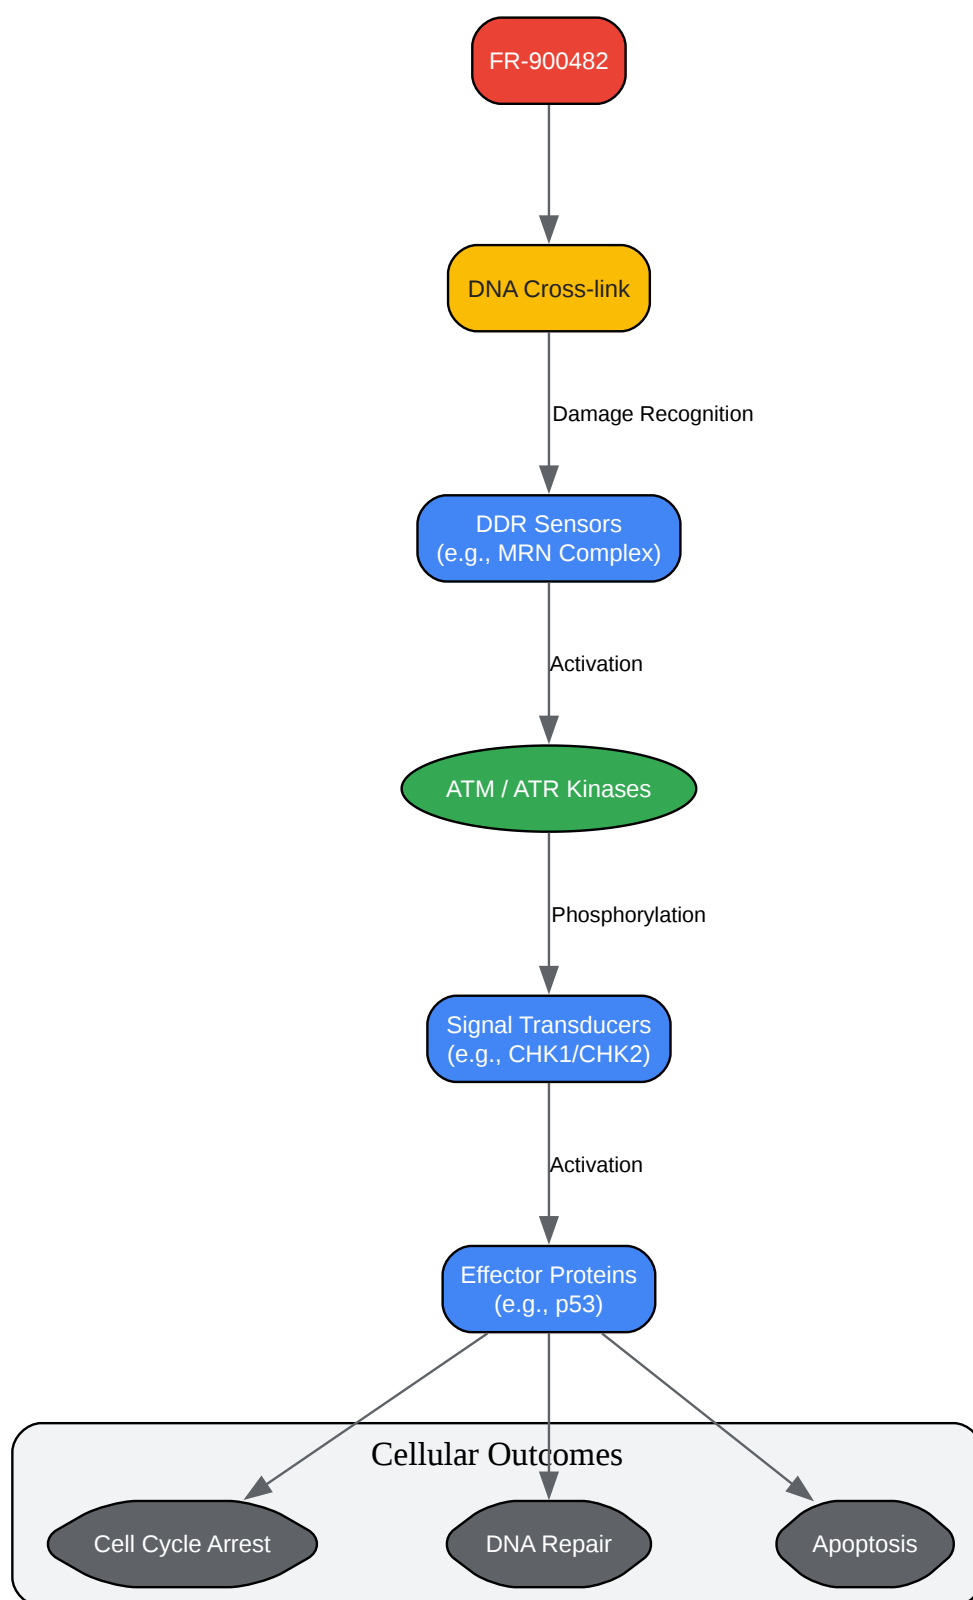 FR-900482
DNA Cross-link
Damage Recognition
DDR Sensors
(e.g., MRN Complex)
Activation
ATM / ATR Kinases
Phosphorylation
Signal Transducers
(e.g., CHK1/CHK2)
Activation
Effector Proteins
(e.g., p53)
Cellular Outcomes
Cell Cycle Arrest
DNA Repair
Apoptosis